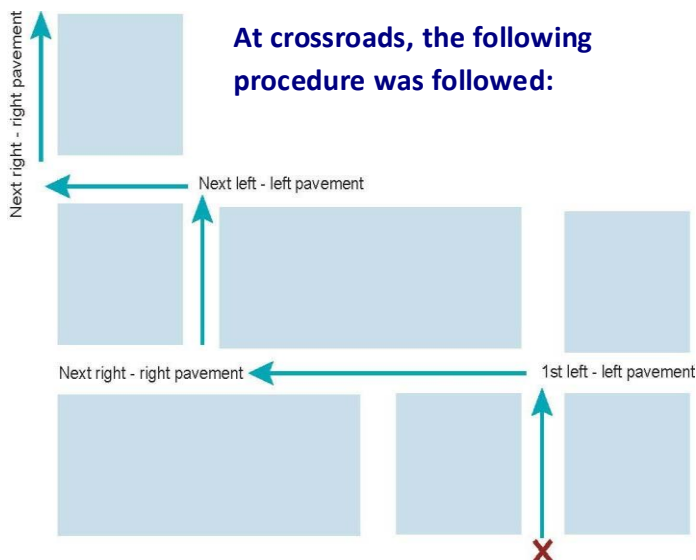 At crossroads, the following
procedure was followed:
Next right - right pavement
Next left - left pavement
Next right - right pavement
1st left - left pavement
X